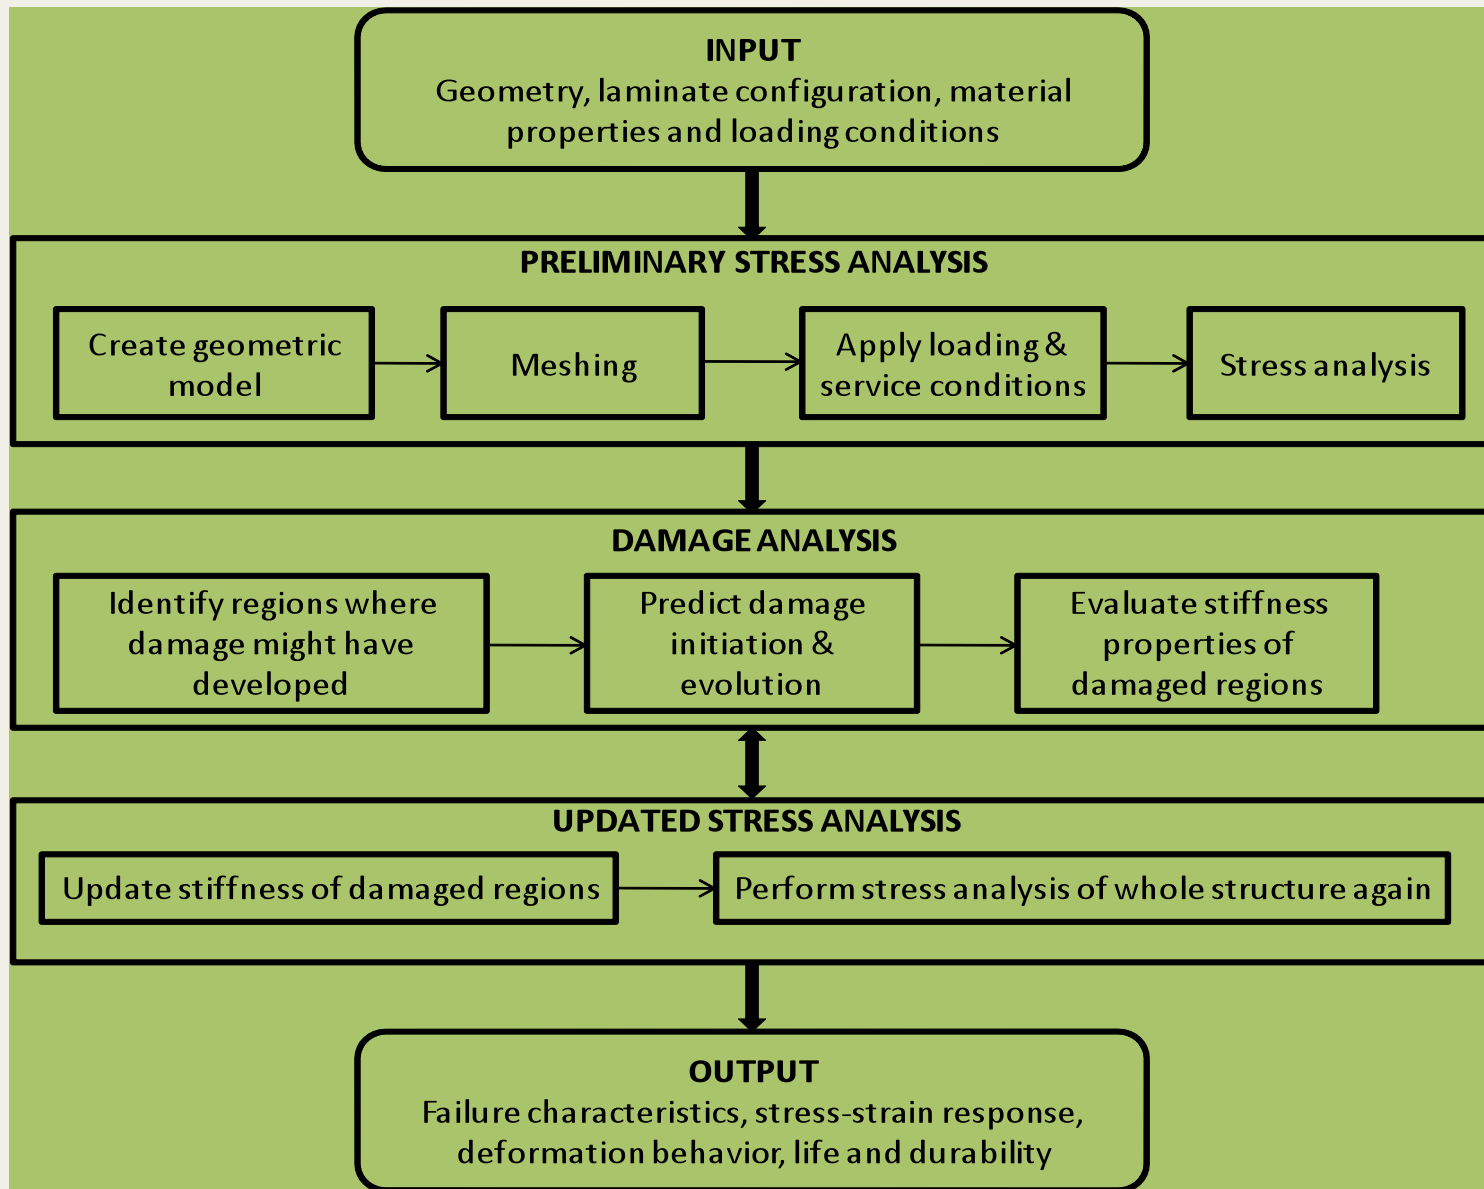 INPUT
Geometry, laminate configuration, material
properties and loading conditions
PRELIMINARY STRESS ANALYSIS
Create geometric
model
Meshing
Apply loading &
service conditions
Stress analysis
DAMAGE ANALYSIS
Identify regions where
damage might have
developed
Predict damage
initiation &
evolution
Evaluate stiffness
properties of
damaged regions
UPDATED STRESS ANALYSIS
Update stiffness of damaged regions
Perform stress analysis of whole structure again
OUTPUT
Failure characteristics, stress-strain response,
deformation behavior, life and durability